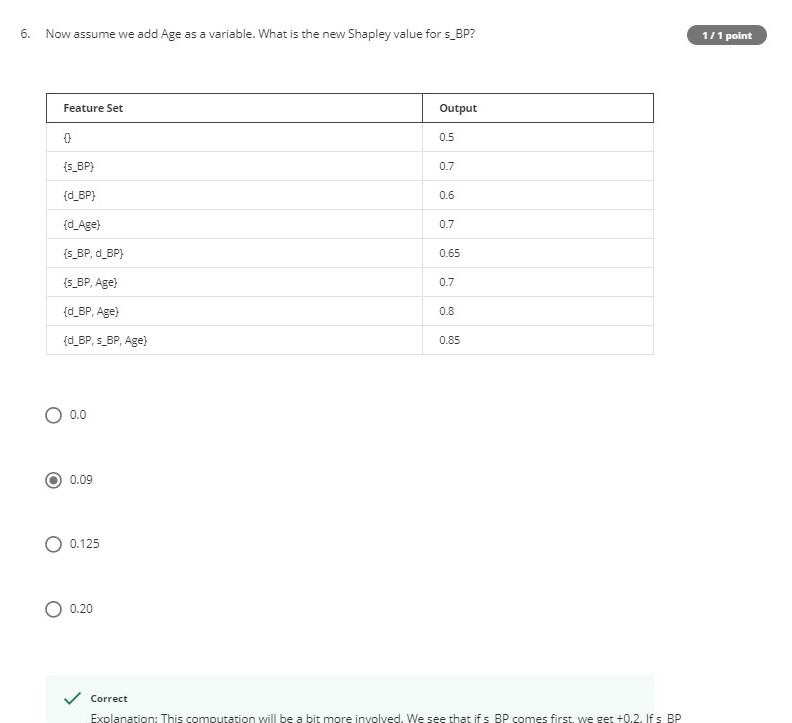 6. Now assume we add Age as a variable. What is the new Shapley value for s_BP?
1 / 1 point
Feature Set Output
{} 0.5
{s_BP} 0.7
{d_BP} 0.6
{d_Age} 0.7
{s_BP, d_BP} 0.65
{s_BP, Age} 0.7
{d_BP, Age} 0.8
{d_BP, s_BP, Age} 0.85
0.0
0.09
0.125
0.20
Correct
Explanation: This computation will be a bit more involved. We see that if s_BP comes first, we get +0.2. If s_BP